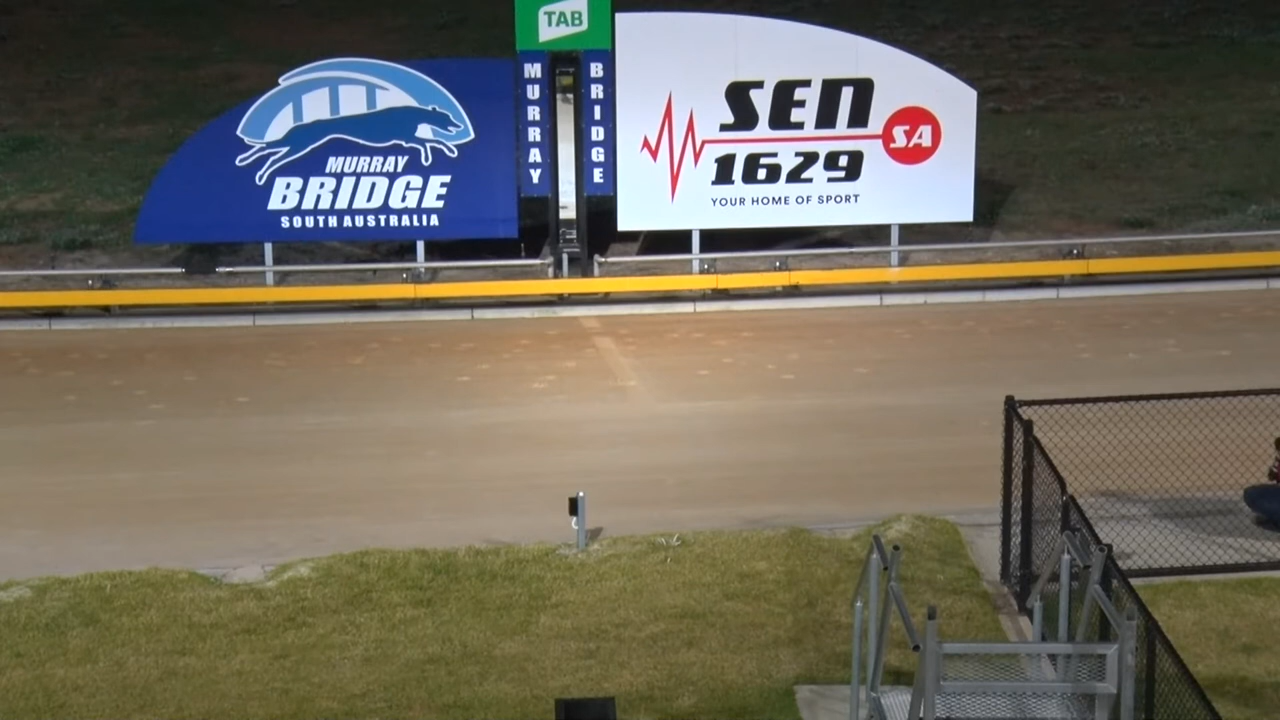 TAB
MURRAY
BRIDGE
MURRAY
BRIDGE
SOUTH AUSTRALIA
SEN
SA
1629
YOUR HOME OF SPORT